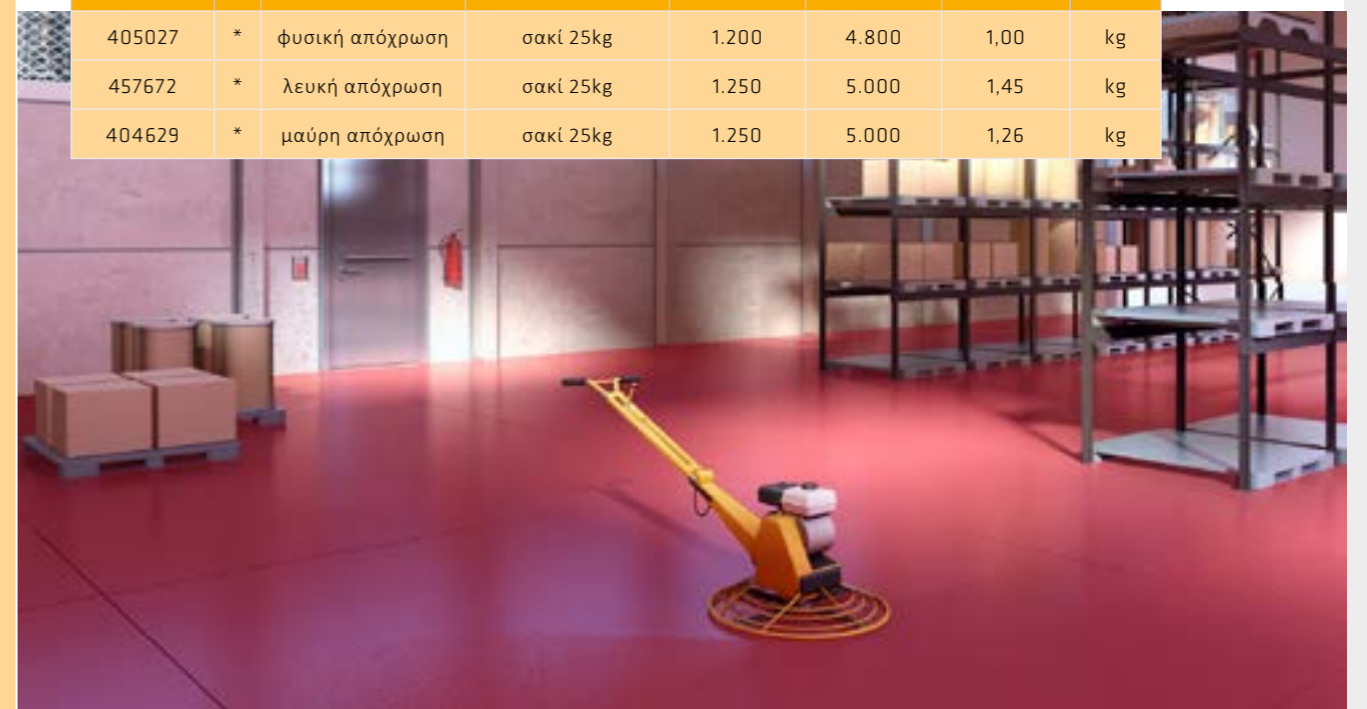 405027 * φυσική απόχρωση σακί 25kg 1.200 4.800 1,00 kg
457672 * λευκή απόχρωση σακί 25kg 1.250 5.000 1,45 kg
404629 * μαύρη απόχρωση σακί 25kg 1.250 5.000 1,26 kg